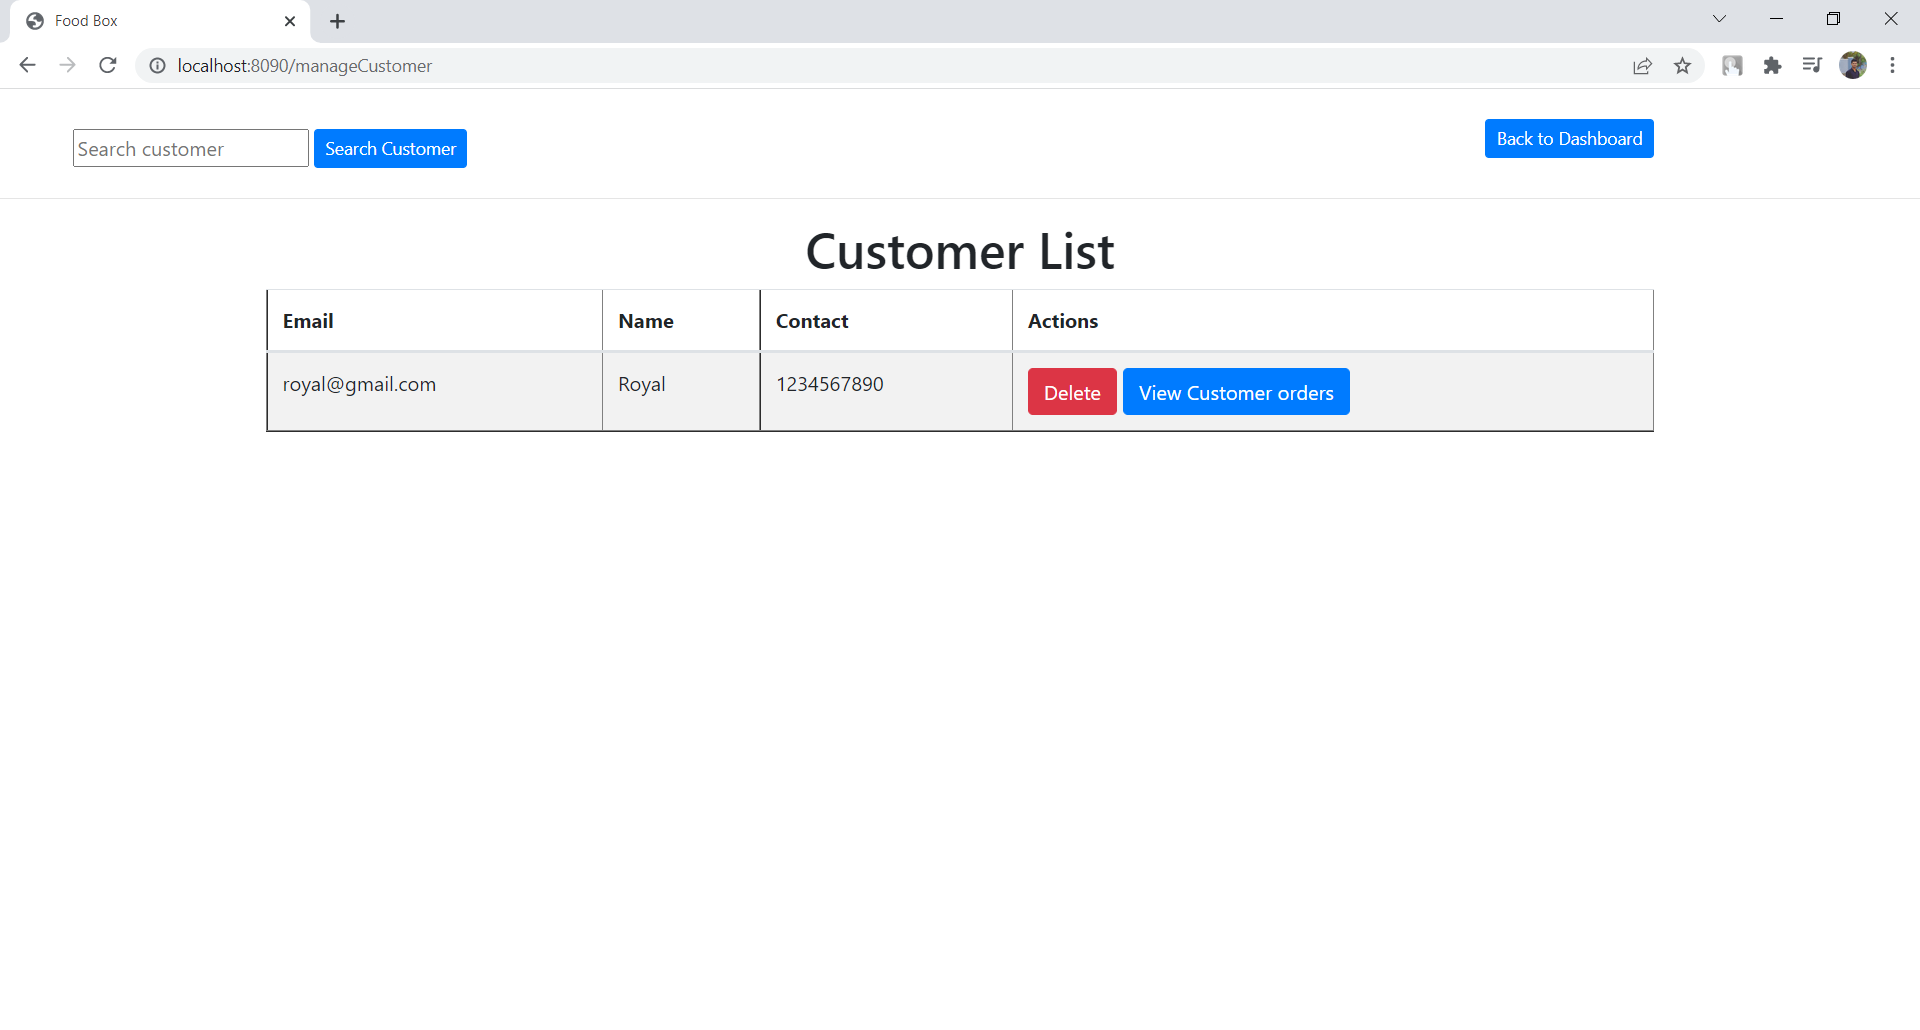 Food Box
localhost:8090/manageCustomer
Search customer Search Customer
Back to Dashboard
Customer List
Email Name Contact Actions
royal@gmail.com Royal 1234567890 Delete View Customer orders